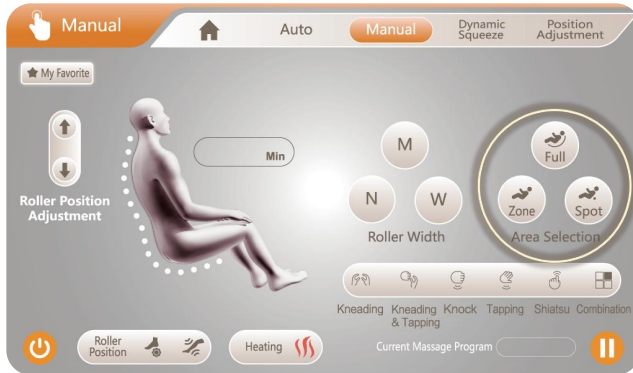 Manual
Auto
Manual
Dynamic
Squeeze
Position
Adjustment
My Favorite
Roller Position
Adjustment
Min
M
N
W
Roller Width
Full
Zone
Spot
Area Selection
Kneading
Kneading
& Tapping
Knock
Tapping
Shiatsu
Combination
Roller
Position
Heating
Current Massage Program